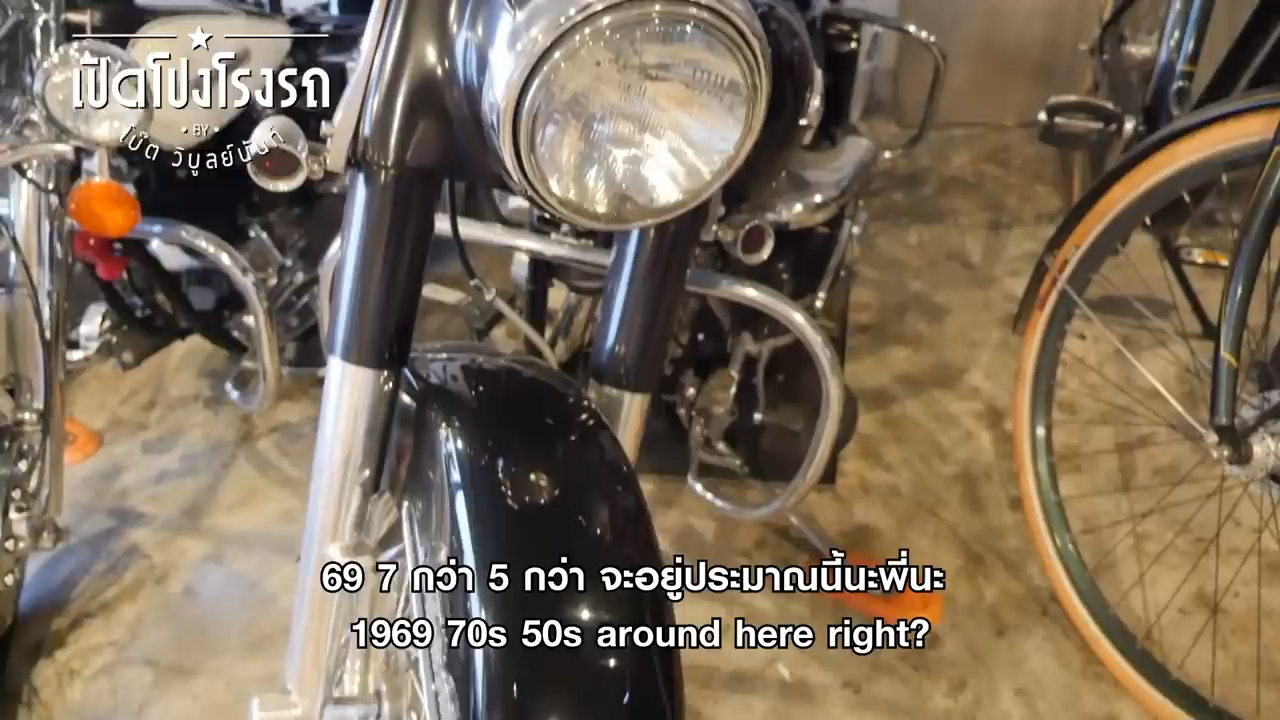 เปิดโปงโรงรถ
• BY •
โบ๊ต วิบูลย์นันท์
69 7 กว่า 5 กว่า จะอยู่ประมาณนี้นะพี่นะ
1969 70s 50s around here right?